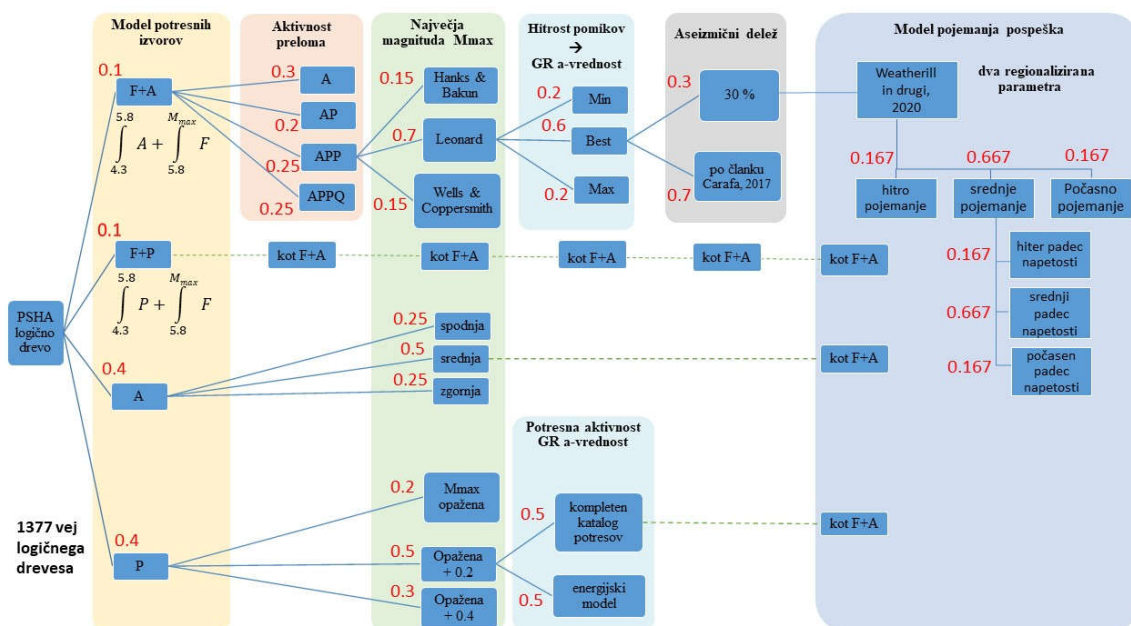 Model potresnih
izvorov
0.1
F+A
5.8
∫ A +
4.3
Mmax
∫ F
5.8
0.1
F+P
5.8
∫ P +
4.3
Mmax
∫ F
5.8
PSHA
logično
drevo
0.4
A
0.4
P
1377 vej
logičnega
drevesa
Aktivnost
preloma
0.3
A
0.2
AP
0.25
APP
0.25
APPQ
kot F+A
Največja
magnituda Mmax
0.15
Hanks &
Bakun
0.7
Leonard
0.15
Wells &
Coppersmith
kot F+A
0.25
spodnja
0.5
srednja
0.25
zgornja
0.2
Mmax
opažena
0.5
Opažena
+ 0.2
0.3
Opažena
+ 0.4
Hitrost pomikov
→
GR a-vrednost
0.2
Min
0.6
Best
0.2
Max
kot F+A
Potresna aktivnost
GR a-vrednost
0.5
kompleten
katalog
potresov
0.5
energijski
model
Aseizmični delež
0.3
30 %
0.7
po članku
Carafa, 2017
kot F+A
Model pojemanja pospeška
Weatherill
in drugi,
2020
dva regionalizirana
parametra
0.167
0.667
0.167
hitro
pojemanje
srednje
pojemanje
Počasno
pojemanje
0.167
hiter padec
napetosti
0.667
srednji
padec
napetosti
0.167
počasen
padec
napetosti
kot F+A
kot F+A
kot F+A